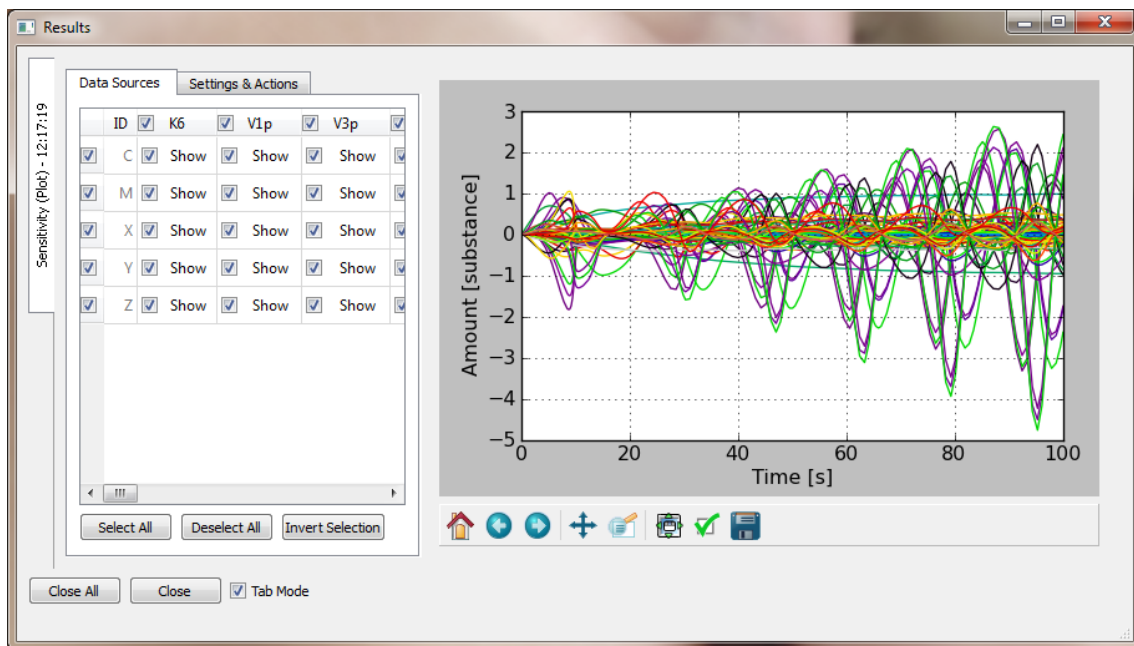 Results
Sensitivity (Plot) - 12:17:19
Data Sources Settings & Actions
ID K6 V1p V3p
C Show Show Show
M Show Show Show
X Show Show Show
Y Show Show Show
Z Show Show Show
Select All Deselect All Invert Selection
3
2
1
0
−1
−2
−3
−4
−5
Amount [substance]
0 20 40 60 80 100
Time [s]
Close All Close Tab Mode